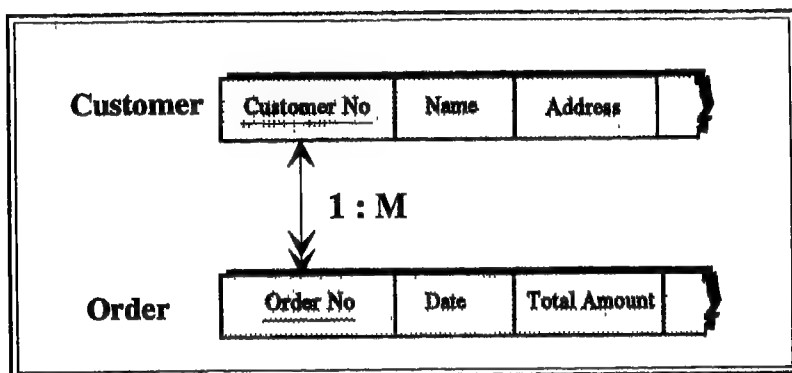 Customer Customer No Name Address
1 : M
Order Order No Date Total Amount